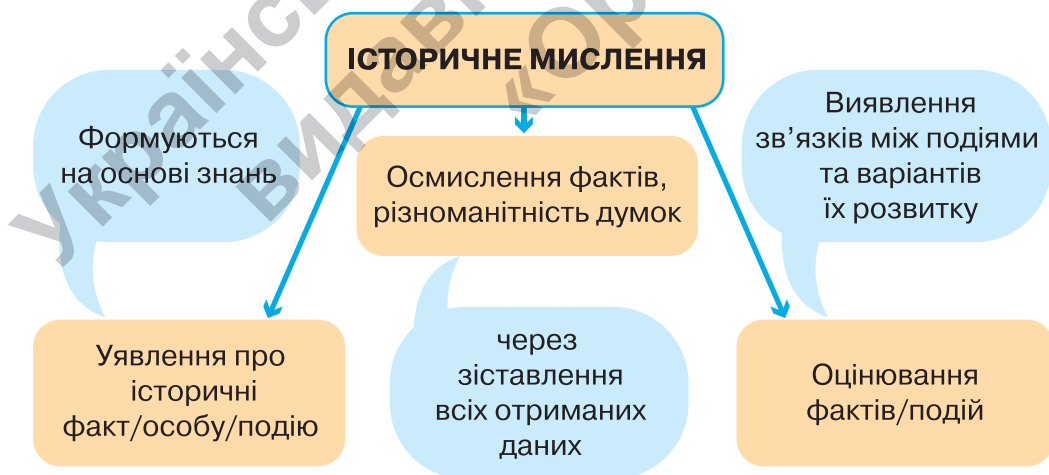 ІСТОРИЧНЕ МИСЛЕННЯ
Формуються
на основі знань
Осмислення фактів,
різноманітність думок
Виявлення
зв’язків між подіями
та варіантів
їх розвитку
Уявлення про
історичні
факт/особу/подію
через
зіставлення
всіх отриманих
даних
Оцінювання
фактів/подій